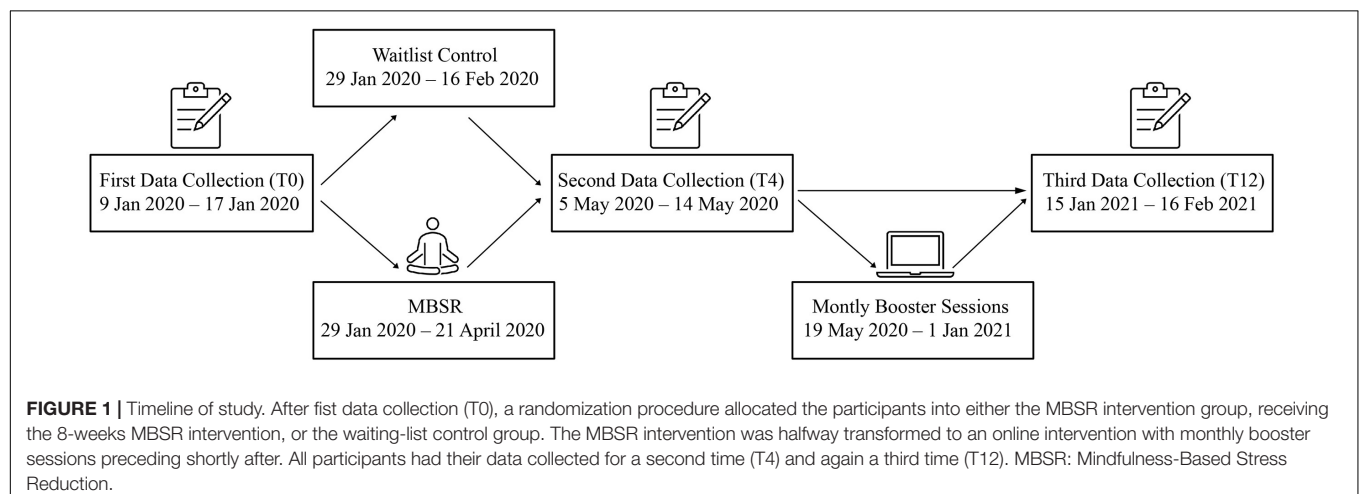 Waitlist Control
29 Jan 2020 – 16 Feb 2020
First Data Collection (T0)
9 Jan 2020 – 17 Jan 2020
Second Data Collection (T4)
5 May 2020 – 14 May 2020
Third Data Collection (T12)
15 Jan 2021 – 16 Feb 2021
MBSR
29 Jan 2020 – 21 April 2020
Montly Booster Sessions
19 May 2020 – 1 Jan 2021
FIGURE 1 | Timeline of study. After fist data collection (T0), a randomization procedure allocated the participants into either the MBSR intervention group, receiving
the 8-weeks MBSR intervention, or the waiting-list control group. The MBSR intervention was halfway transformed to an online intervention with monthly booster
sessions preceding shortly after. All participants had their data collected for a second time (T4) and again a third time (T12). MBSR: Mindfulness-Based Stress
Reduction.